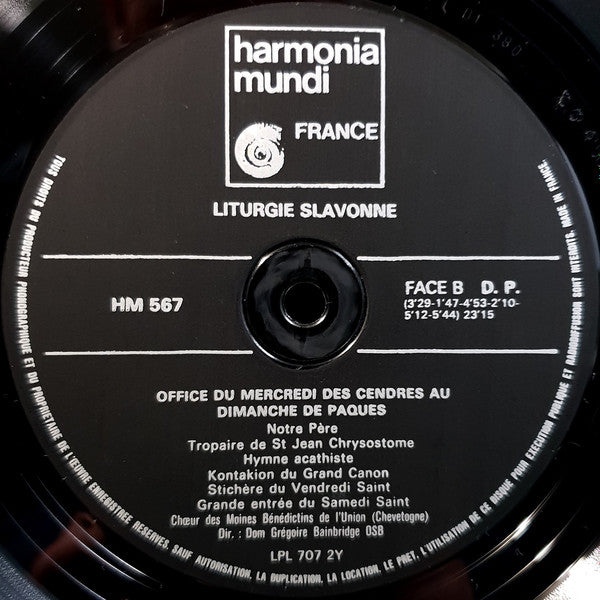 harmonia
mundi
FRANCE
LITURGIE SLAVONNE
HM 567
FACE B D. P.
(3'29-1'47-4'53-2'10-
5'12-5'44) 23'15
OFFICE DU MERCREDI DES CENDRES AU
DIMANCHE DE PAQUES
Notre Père
Tropaire de St Jean Chrysostome
Hymne acathiste
Kontakion du Grand Canon
Stichère du Vendredi Saint
Grande entrée du Samedi Saint
Chœur des Moines Bénédictins de l'Union (Chevetogne)
Dir. : Dom Grégoire Bainbridge OSB
LPL 707 2Y
TOUS DROITS DU PRODUCTEUR PHONOGRAPHIQUE ET DU PROPRIETAIRE DE L'ŒUVRE ENREGISTREE RESERVES, SAUF AUTORISATION, LA DUPLICATION, LA LOCATION, LE PRET, L'UTILISATION DE CE DISQUE POUR EXECUTION PUBLIQUE ET RADIODIFFUSION SONT INTERDITS. MADE IN FRANCE.